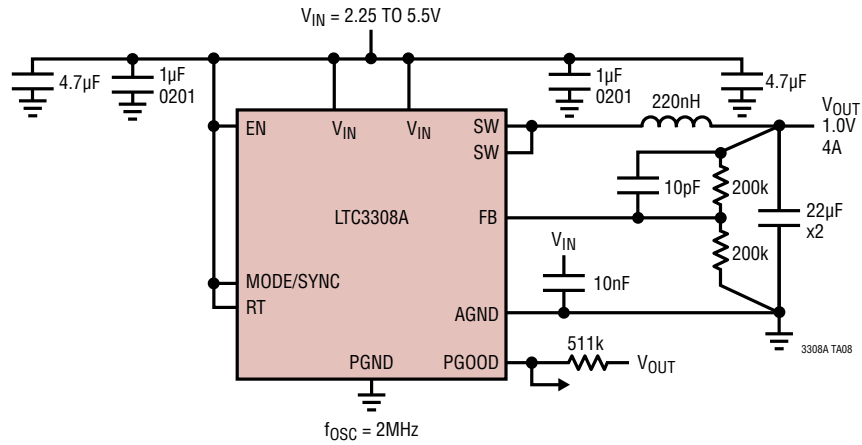 V_IN = 2.25 TO 5.5V
4.7µF
1µF
0201
1µF
0201
4.7µF
220nH
V_OUT
1.0V
4A
EN
V_IN
V_IN
SW
SW
LTC3308A
10pF
200k
FB
22µF
x2
200k
V_IN
10nF
MODE/SYNC
RT
AGND
3308A TA08
511k
PGND
PGOOD
V_OUT
f_OSC = 2MHz